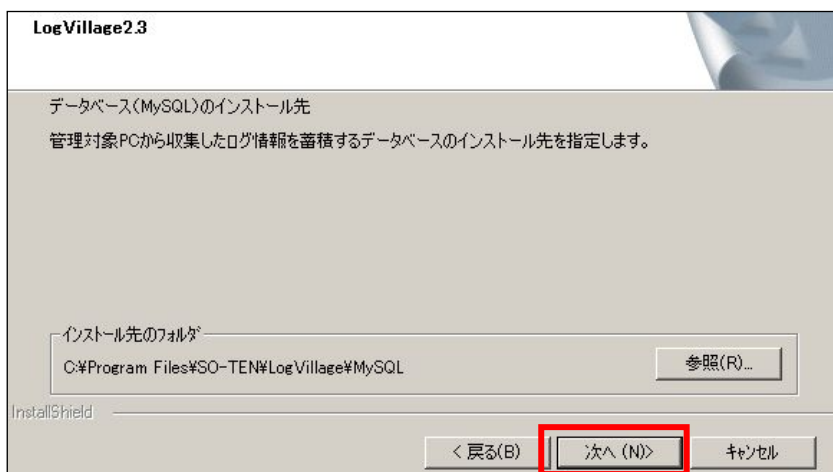 LogVillage2.3
データベース(MySQL)のインストール先
管理対象PCから収集したログ情報を蓄積するデータベースのインストール先を指定します。
インストール先のフォルダ
C:¥Program Files¥SO-TEN¥LogVillage¥MySQL
参照(R)...
InstallShield
< 戻る(B)
次へ (N)>
キャンセル